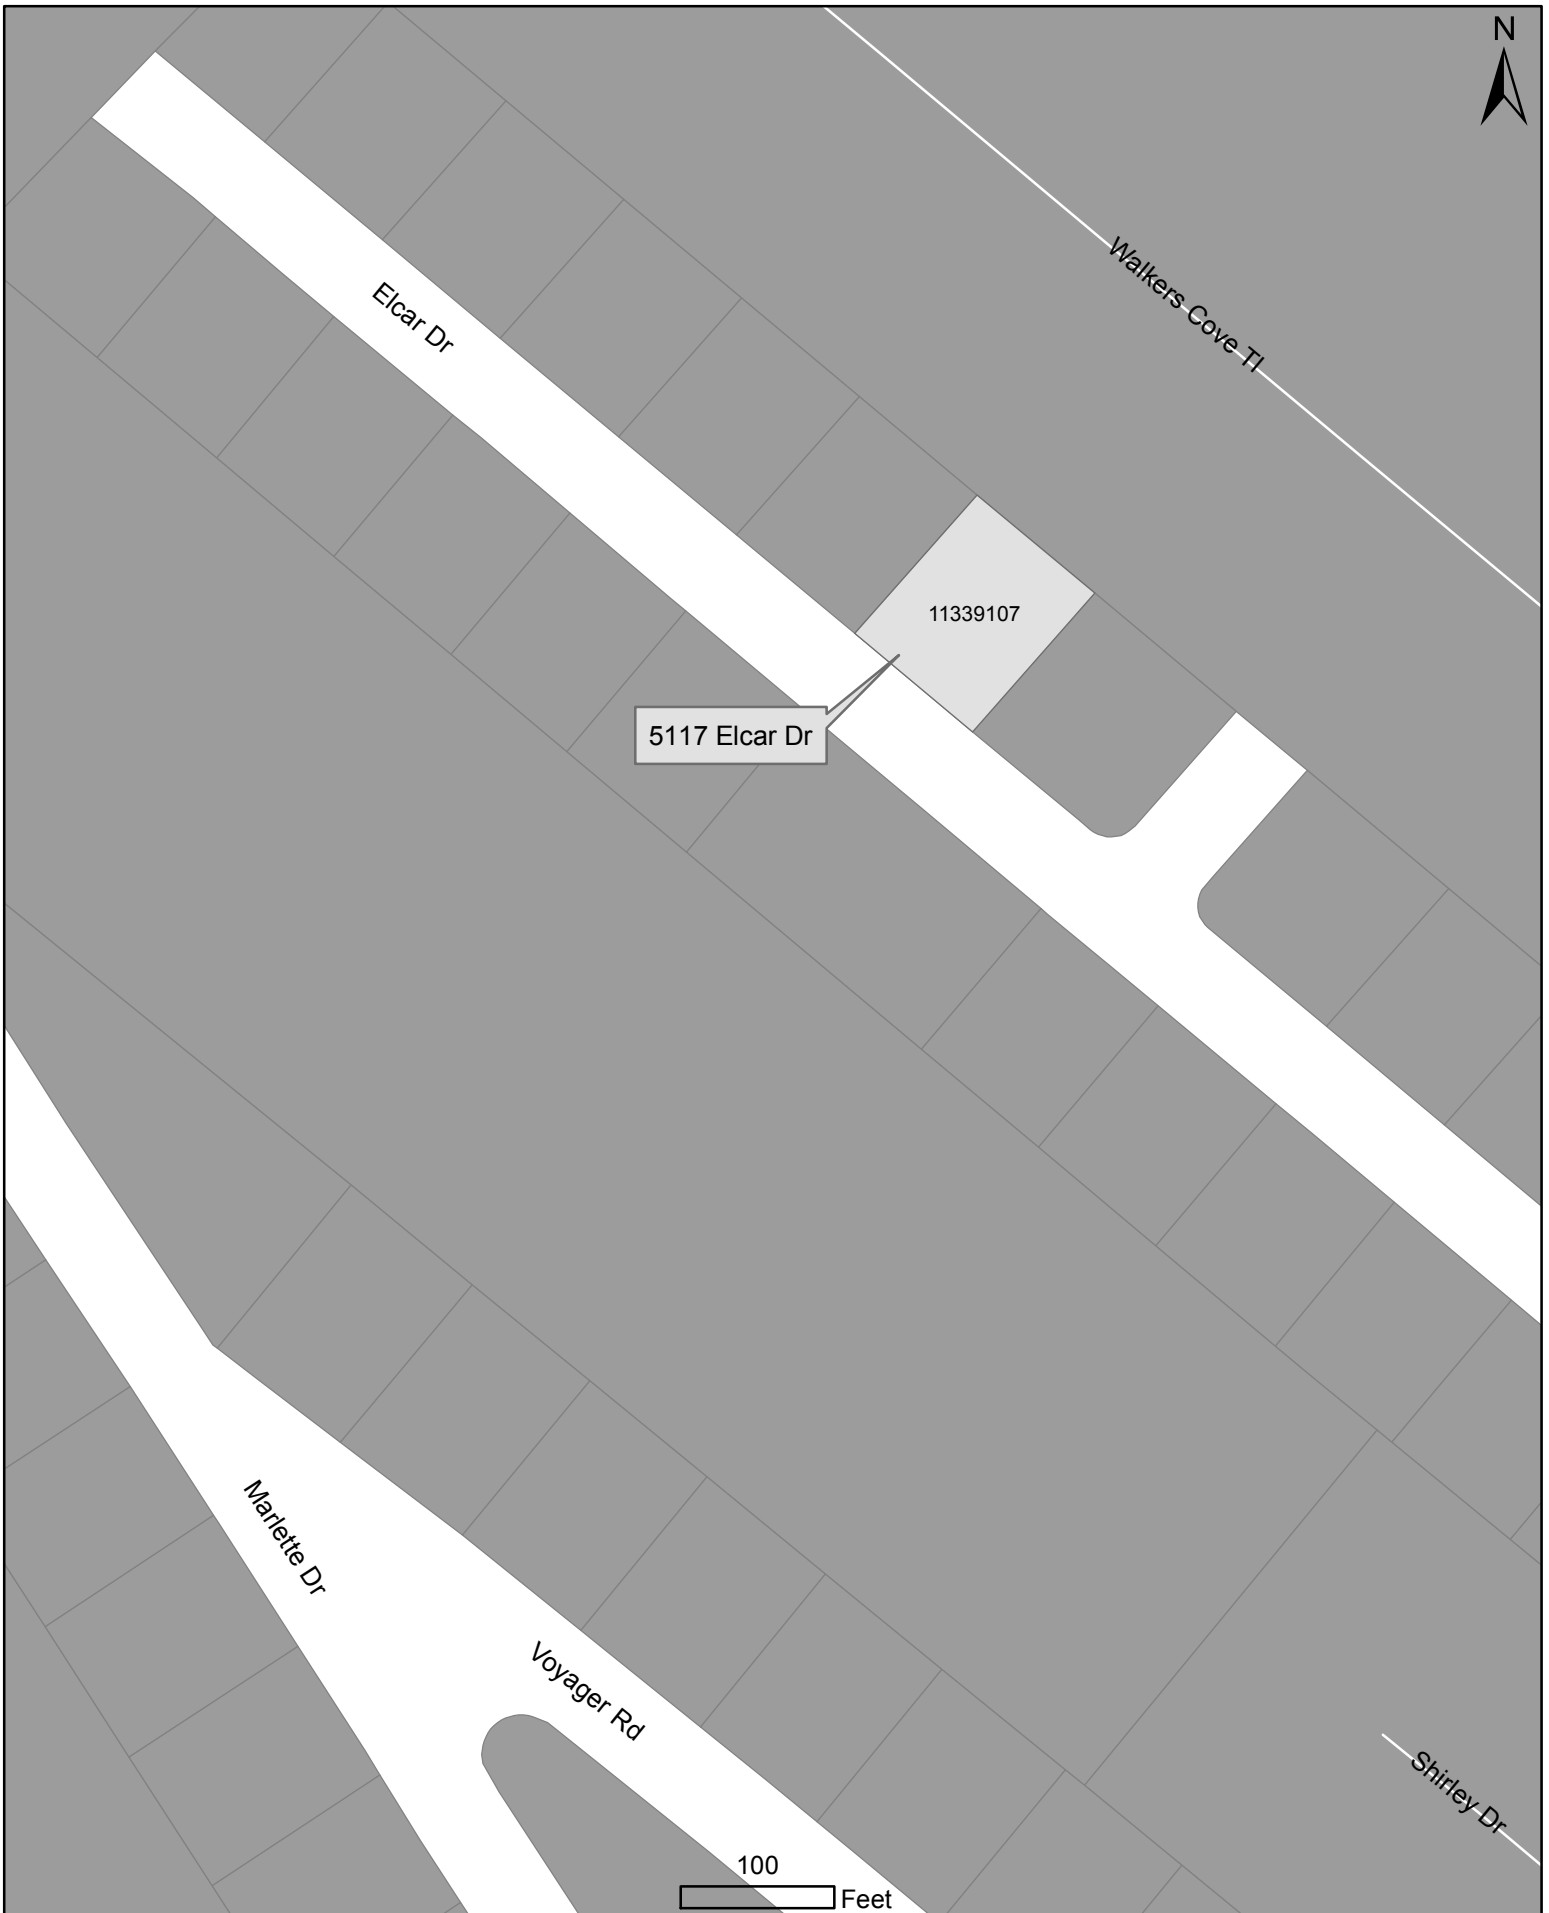 N
Walkers Cove Tl
Elcar Dr
11339107
5117 Elcar Dr
Marlette Dr
Voyager Rd
Shirley Dr
100
Feet